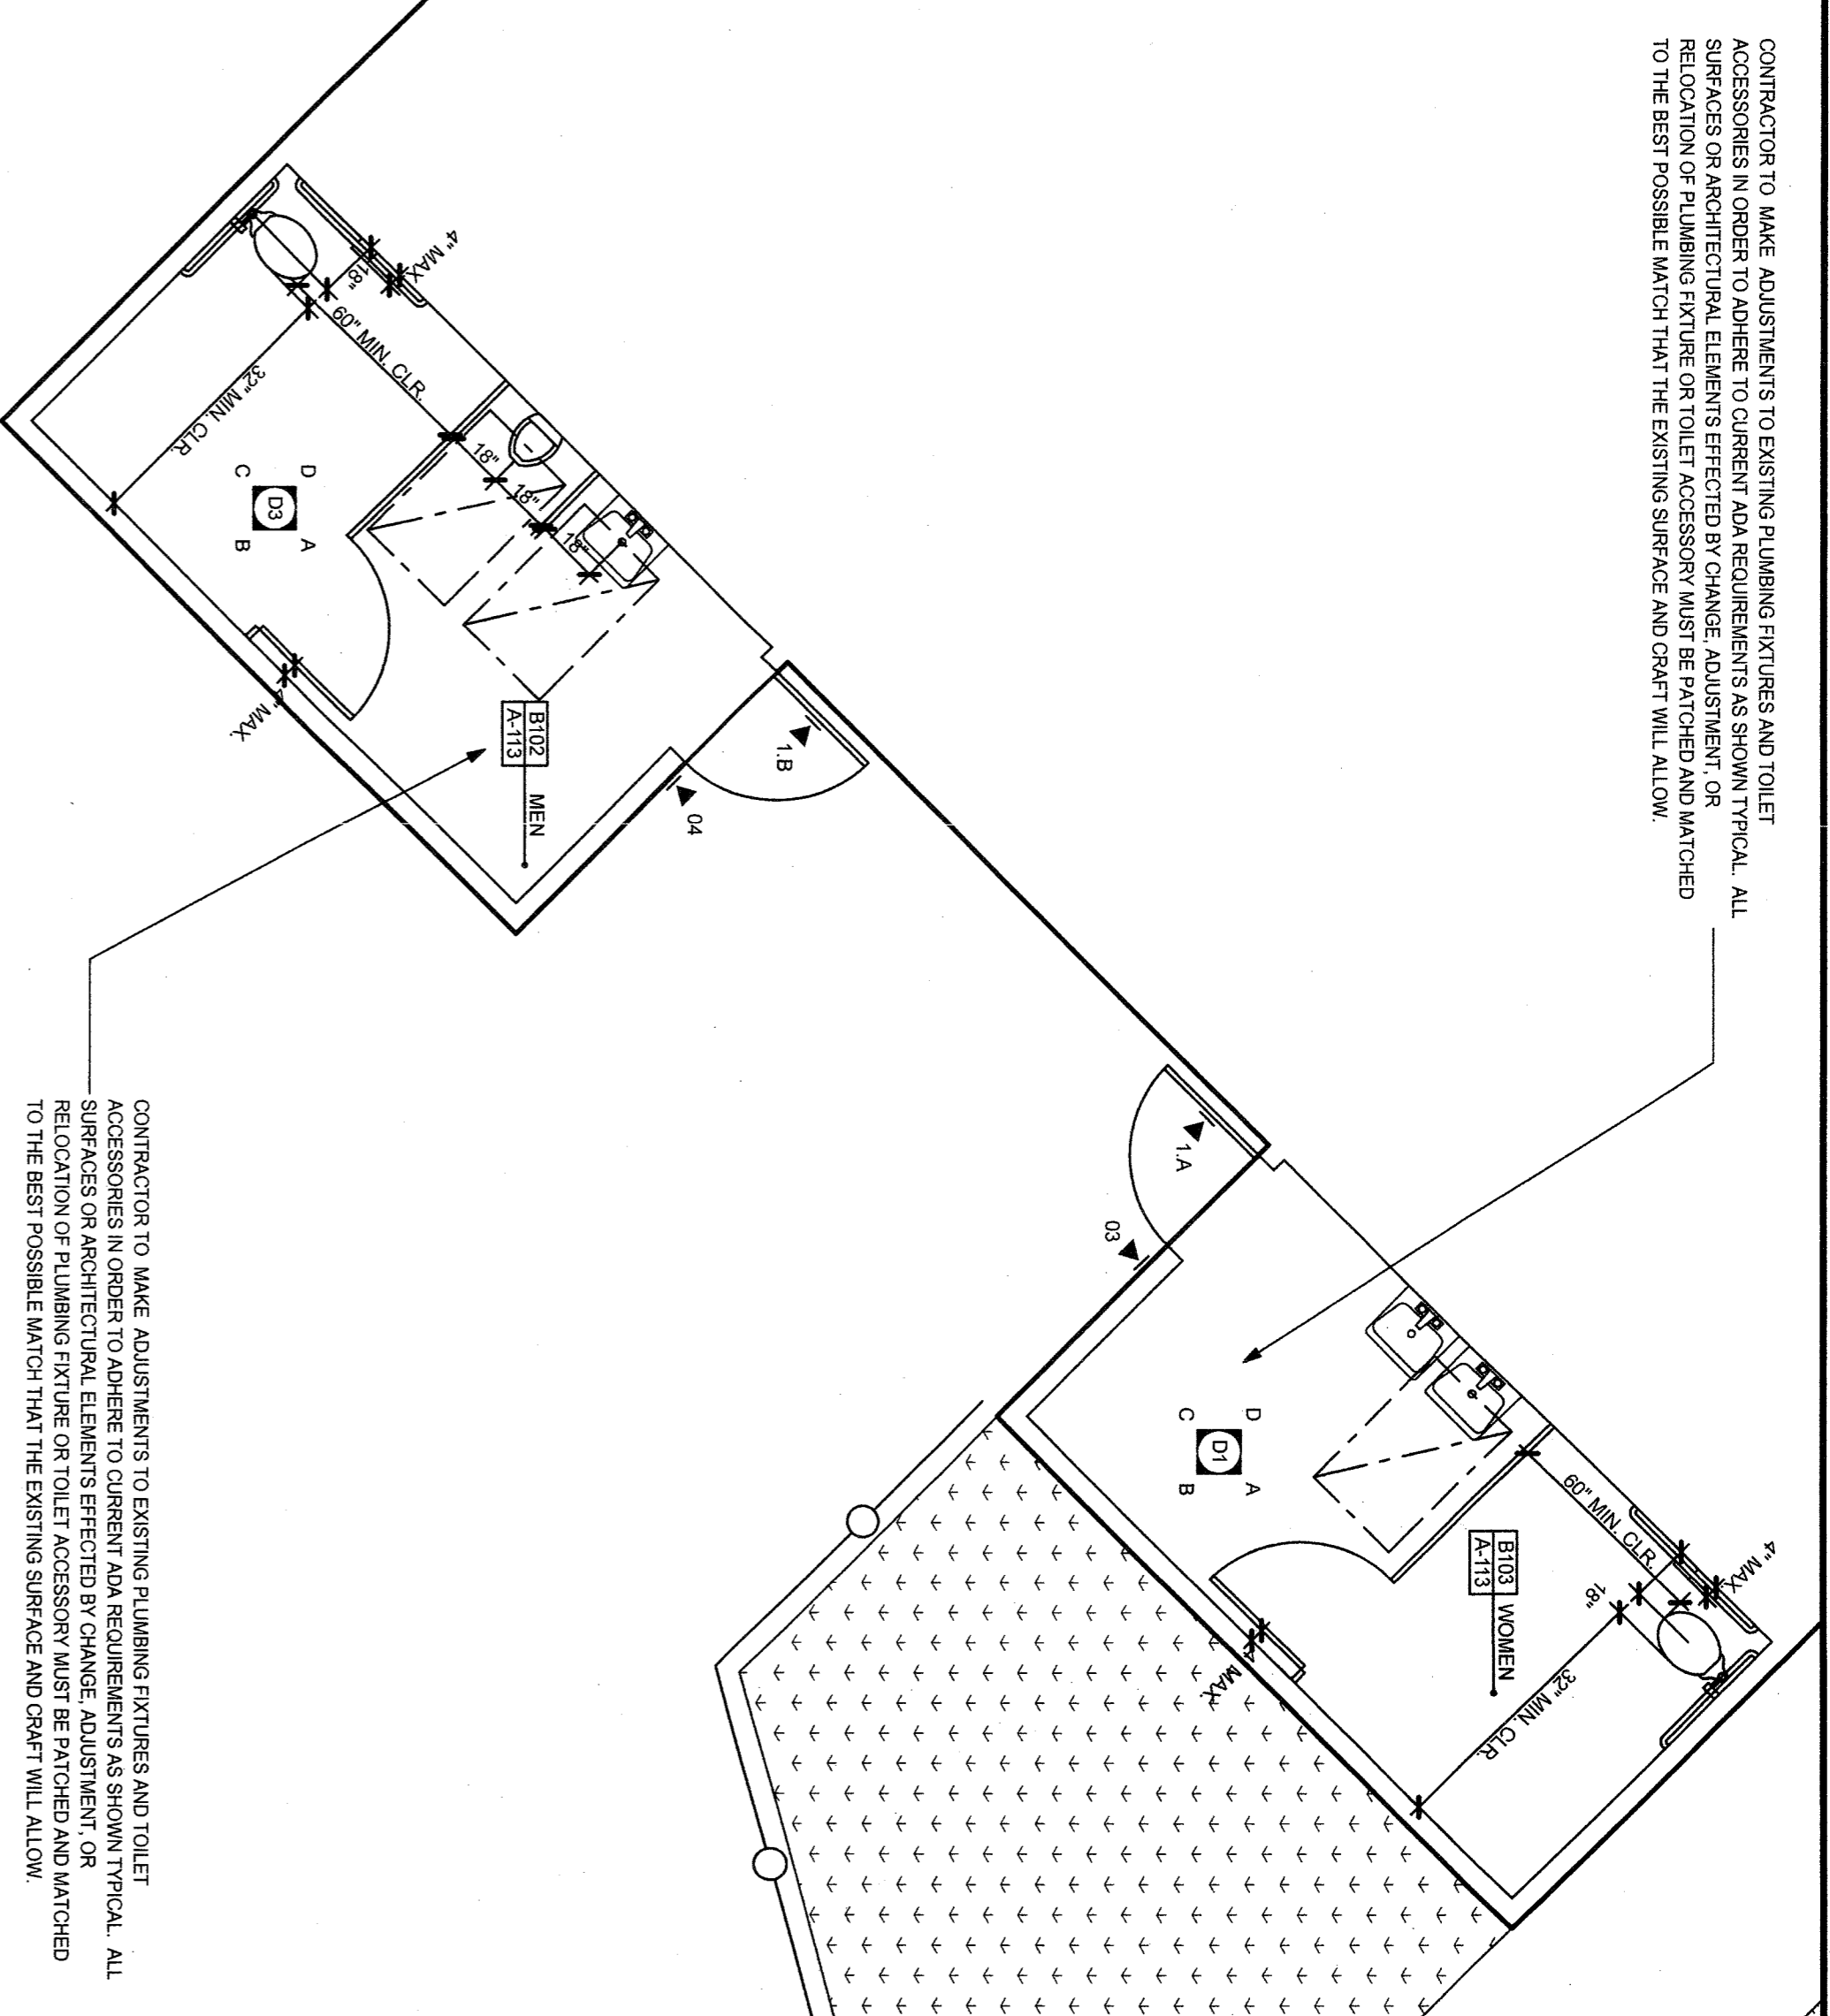 CONTRACTOR TO MAKE ADJUSTMENTS TO EXISTING PLUMBING FIXTURES AND TOILET
ACCESSORIES IN ORDER TO ADHERE TO CURRENT ADA REQUIREMENTS AS SHOWN TYPICAL. ALL
SURFACES OR ARCHITECTURAL ELEMENTS EFFECTED BY CHANGE, ADJUSTMENT, OR
RELOCATION OF PLUMBING FIXTURE OR TOILET ACCESSORY MUST BE PATCHED AND MATCHED
TO THE BEST POSSIBLE MATCH THAT THE EXISTING SURFACE AND CRAFT WILL ALLOW.
4" MAX.
60" MIN. CLR.
18"
32" MIN. CLR.
B103
A-113
WOMEN
D
A
D1
C
B
MAX.
1.A
03
1.B
04
4" MAX.
18"
60" MIN. CLR.
32" MIN. CLR.
18"
18"
18"
D
A
D3
C
B
B102
A-113
MEN
MAX.
CONTRACTOR TO MAKE ADJUSTMENTS TO EXISTING PLUMBING FIXTURES AND TOILET
ACCESSORIES IN ORDER TO ADHERE TO CURRENT ADA REQUIREMENTS AS SHOWN TYPICAL. ALL
SURFACES OR ARCHITECTURAL ELEMENTS EFFECTED BY CHANGE, ADJUSTMENT, OR
RELOCATION OF PLUMBING FIXTURE OR TOILET ACCESSORY MUST BE PATCHED AND MATCHED
TO THE BEST POSSIBLE MATCH THAT THE EXISTING SURFACE AND CRAFT WILL ALLOW.